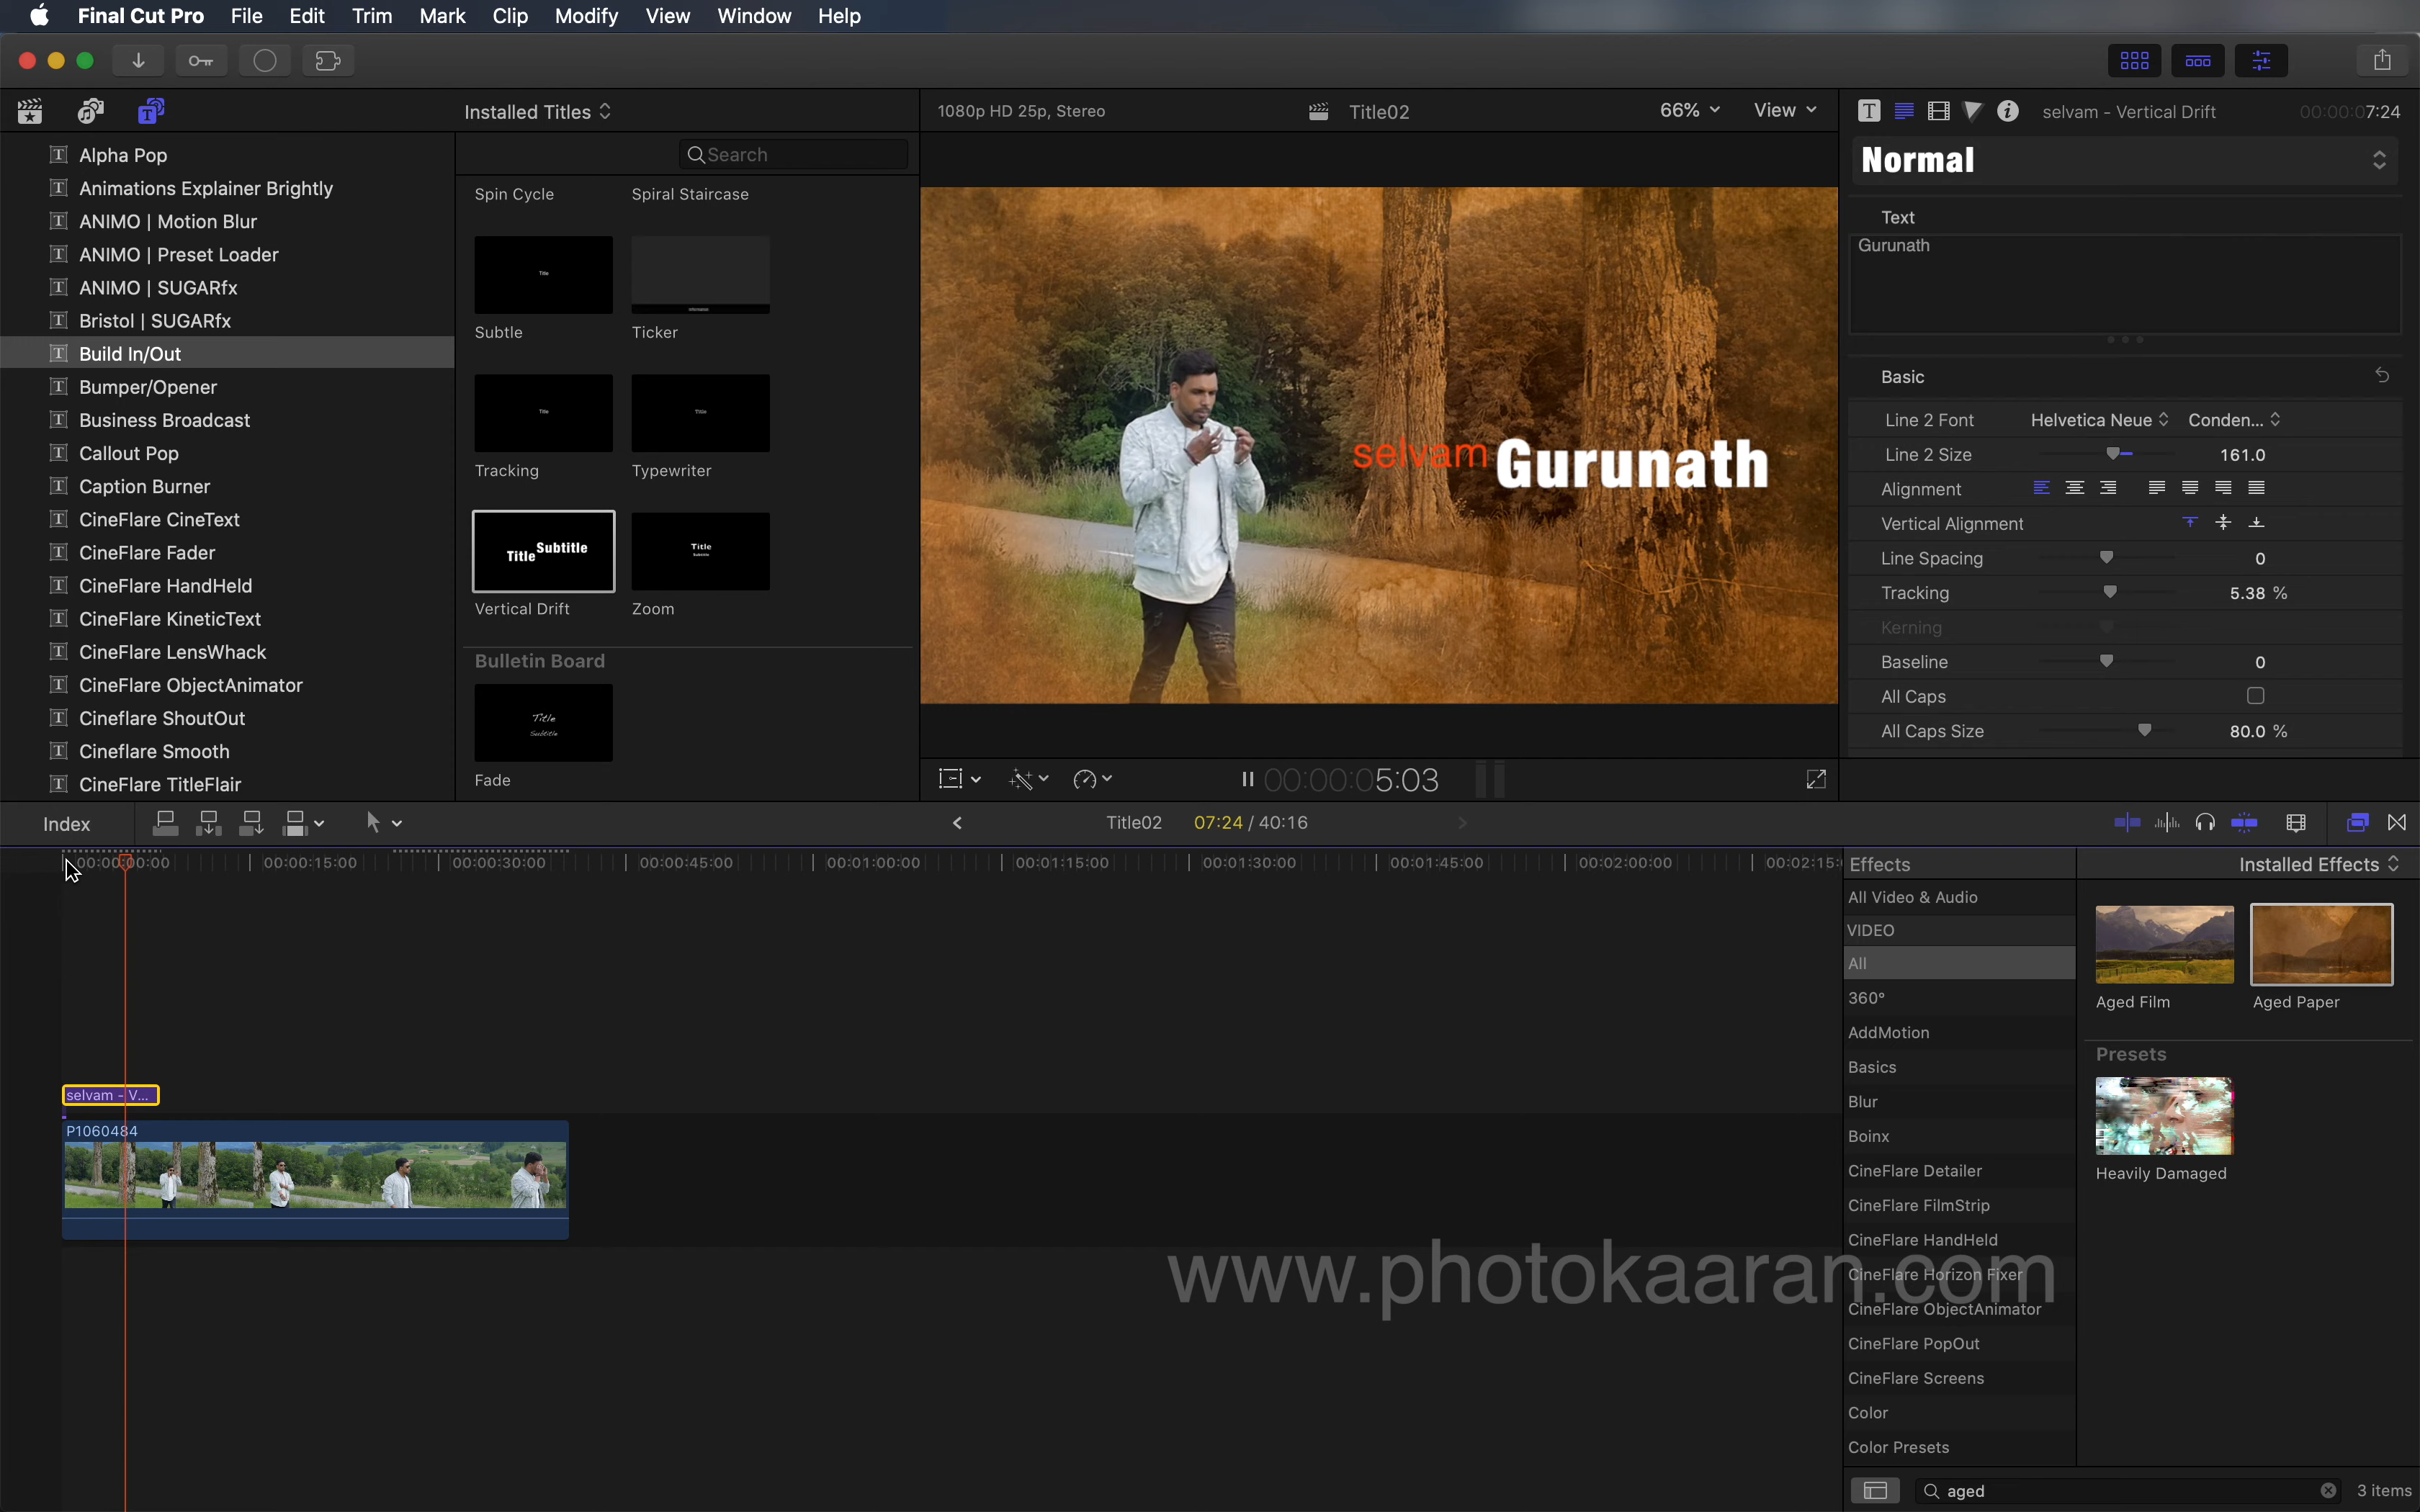 Final Cut Pro File Edit Trim Mark Clip Modify View Window Help
Installed Titles
Search
Alpha Pop
Animations Explainer Brightly
ANIMO | Motion Blur
ANIMO | Preset Loader
ANIMO | SUGARfx
Bristol | SUGARfx
Build In/Out
Bumper/Opener
Business Broadcast
Callout Pop
Caption Burner
CineFlare CineText
CineFlare Fader
CineFlare HandHeld
CineFlare KineticText
CineFlare LensWhack
CineFlare ObjectAnimator
Cineflare ShoutOut
Cineflare Smooth
CineFlare TitleFlair
Spin Cycle Spiral Staircase
Title
Subtle Ticker
Title Title
Tracking Typewriter
Title Subtitle
Title
Subtitle
Vertical Drift Zoom
Bulletin Board
Title
Subtitle
Fade
1080p HD 25p, Stereo Title02 66% View
selvam Gurunath
00:00:05:03
selvam - Vertical Drift 00:00:07:24
Normal
Text
Gurunath
Basic
Line 2 Font Helvetica Neue Conden...
Line 2 Size 161.0
Alignment
Vertical Alignment
Line Spacing 0
Tracking 5.38 %
Kerning
Baseline 0
All Caps
All Caps Size 80.0 %
Index Title02 07:24 / 40:16
00:00:00:00 00:00:15:00 00:00:30:00 00:00:45:00 00:01:00:00 00:01:15:00 00:01:30:00 00:01:45:00 00:02:00:00 00:02:15:
selvam - V...
P1060484
www.photokaaran.com
Effects Installed Effects
All Video & Audio
VIDEO
All
360°
AddMotion
Basics
Blur
Boinx
CineFlare Detailer
CineFlare FilmStrip
CineFlare HandHeld
CineFlare Horizon Fixer
CineFlare ObjectAnimator
CineFlare PopOut
CineFlare Screens
Color
Color Presets
Aged Film Aged Paper
Presets
Heavily Damaged
aged 3 items